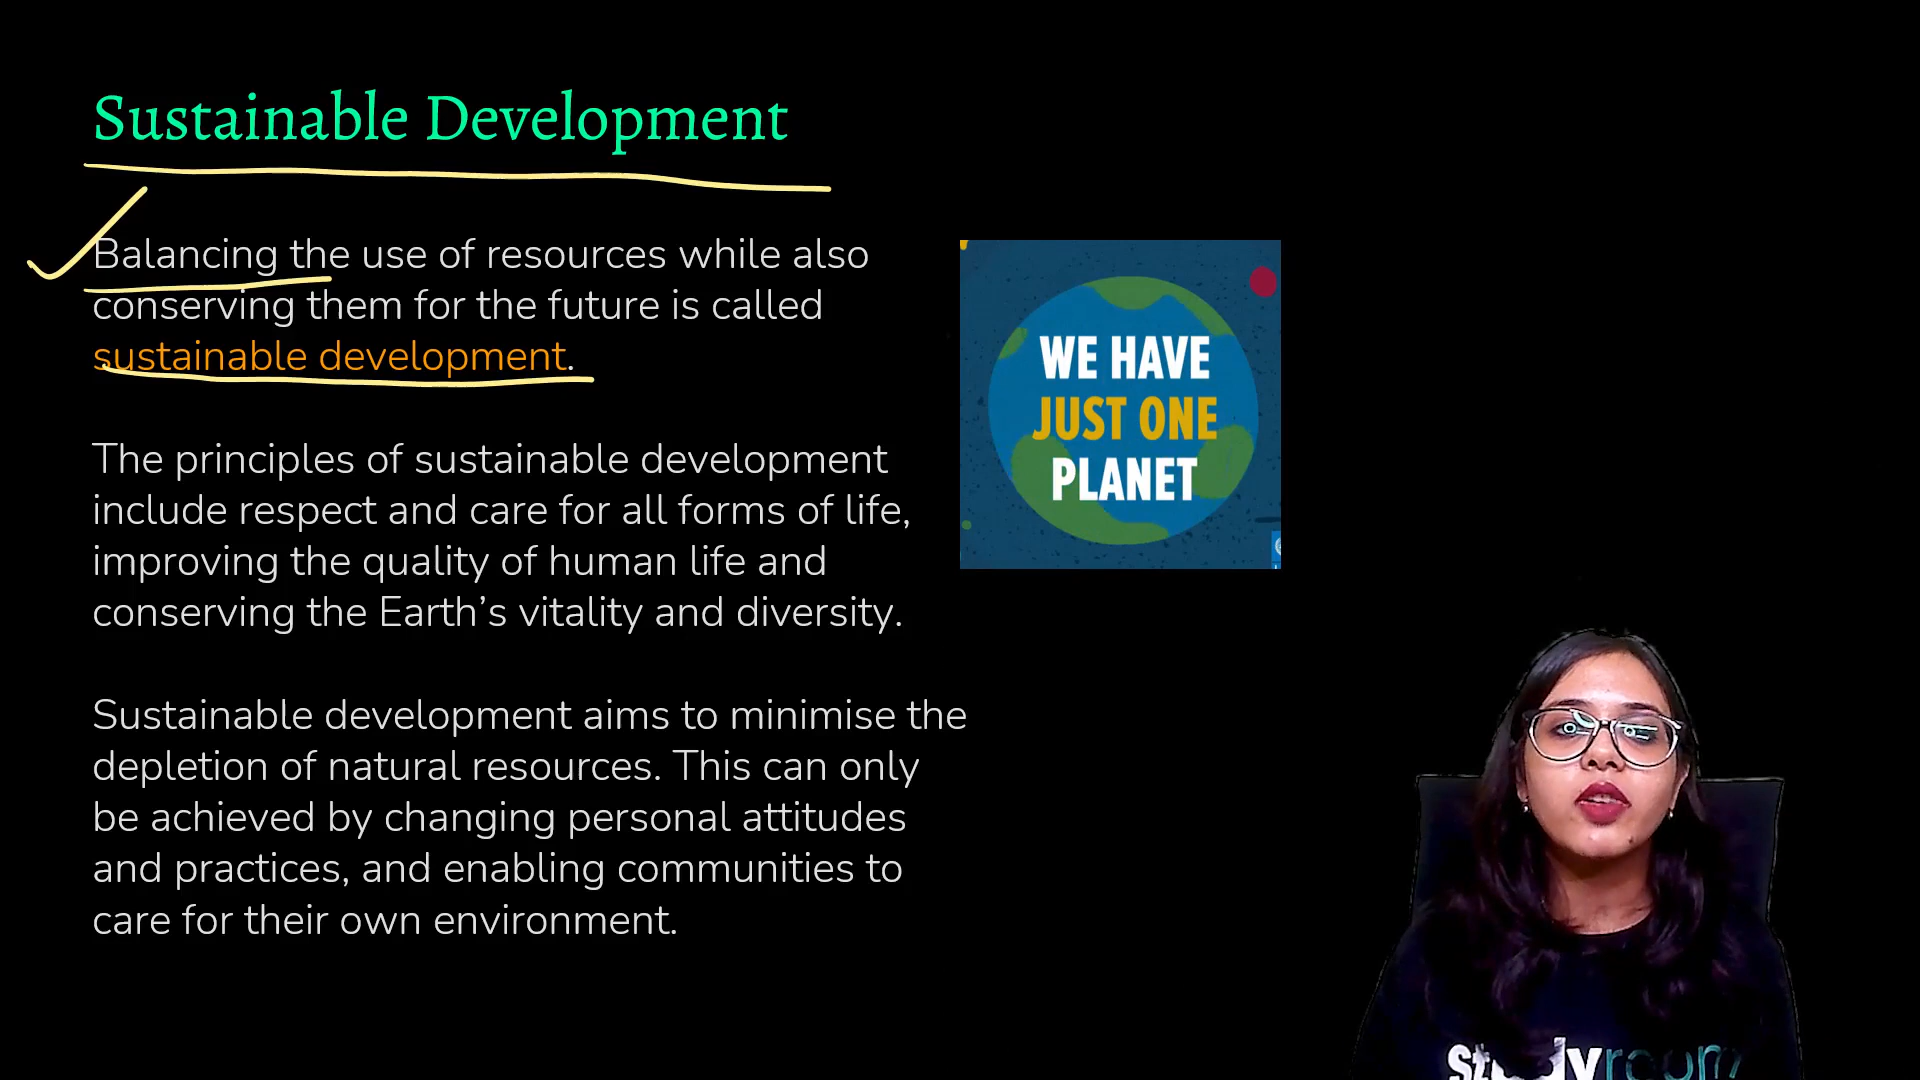 Sustainable Development
Balancing the use of resources while also
conserving them for the future is called
sustainable development.
The principles of sustainable development
include respect and care for all forms of life,
improving the quality of human life and
conserving the Earth’s vitality and diversity.
Sustainable development aims to minimise the
depletion of natural resources. This can only
be achieved by changing personal attitudes
and practices, and enabling communities to
care for their own environment.
WE HAVE
JUST ONE
PLANET
Studyroom